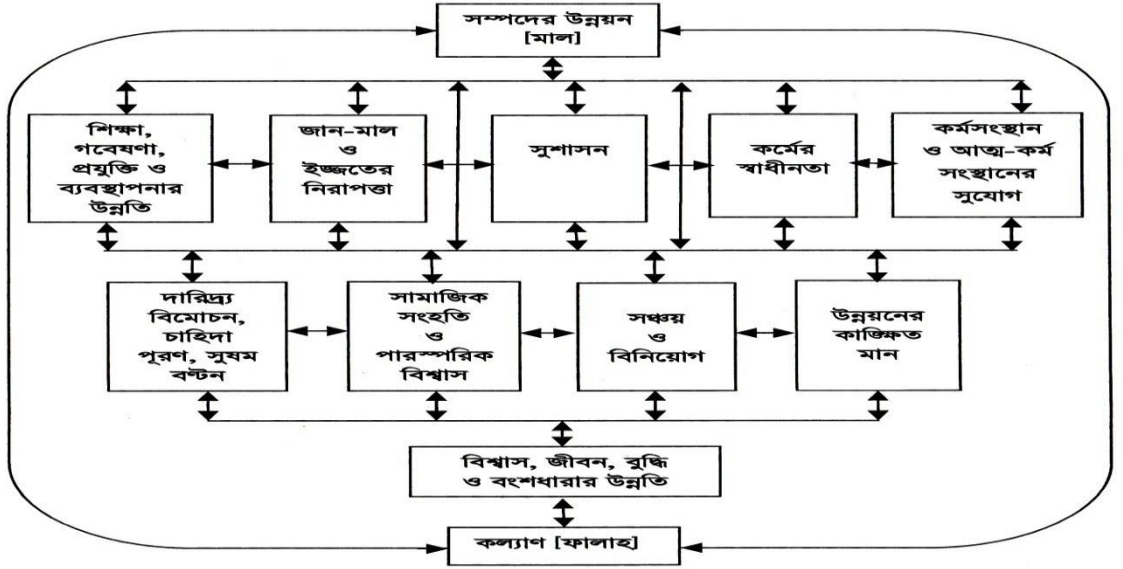 সম্পদের উন্নয়ন
[মাল]
শিক্ষা,
গবেষণা,
প্রযুক্তি ও
ব্যবস্থাপনার
উন্নতি
জান-মাল
ও
ইজ্জতের
নিরাপত্তা
সুশাসন
কর্মের
স্বাধীনতা
কর্মসংস্থান
ও আত্ম-কর্ম
সংস্থানের
সুযোগ
দারিদ্র্য
বিমোচন,
চাহিদা
পূরণ, সুষম
বণ্টন
সামাজিক
সংহতি
ও
পারস্পরিক
বিশ্বাস
সঞ্চয়
ও
বিনিয়োগ
উন্নয়নের
কাঙ্ক্ষিত
মান
বিশ্বাস, জীবন, বুদ্ধি
ও বংশধারার উন্নতি
কল্যাণ [ফালাহ]